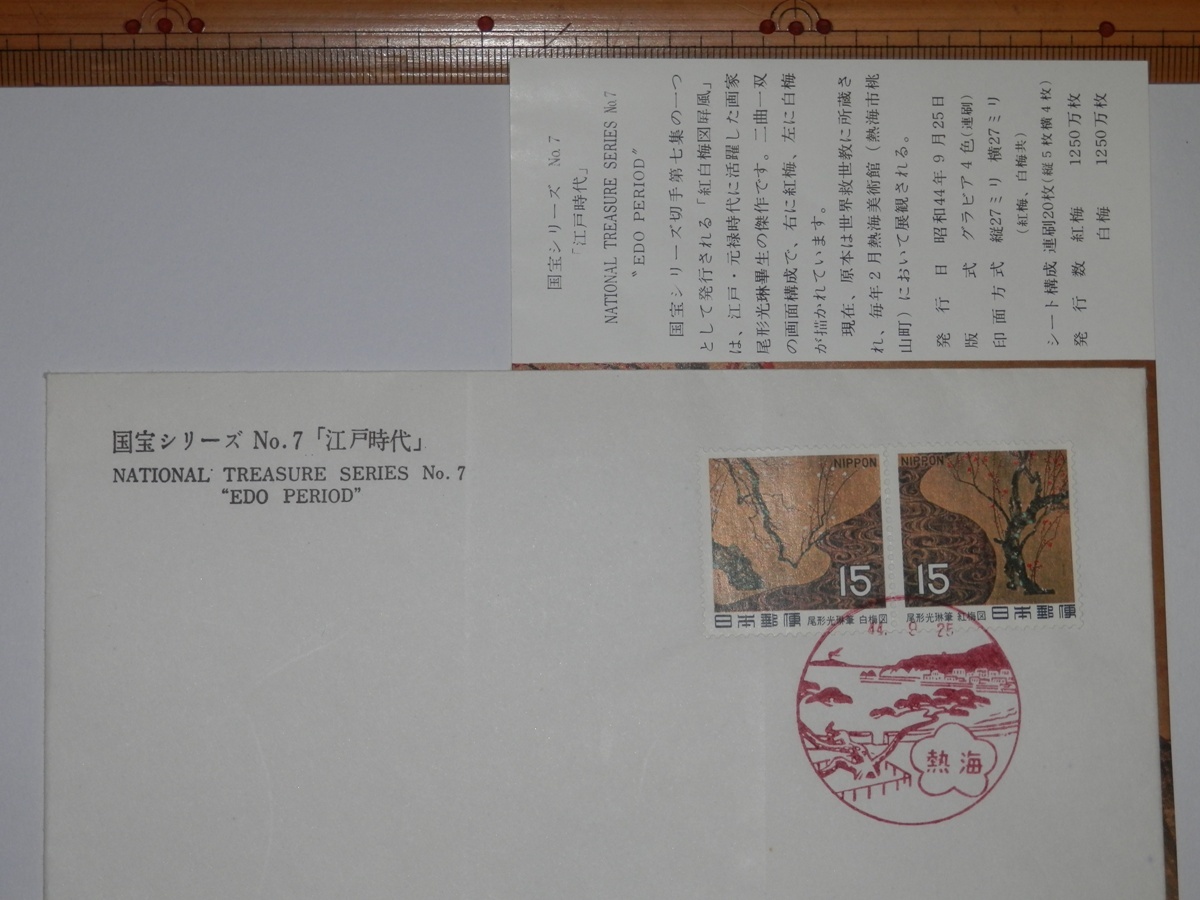 国宝シリーズ No.7
「江戸時代」
NATIONAL TREASURE SERIES No.7
〝EDO PERIOD〟
国宝シリーズ切手第七集の一つ
として発行される「紅白梅図屛風」
は、江戸・元禄時代に活躍した画家
尾形光琳畢生の傑作です。二曲一双
の画面構成で、右に紅梅、左に白梅
が描かれています。
現在、原本は世界救世教に所蔵さ
れ、毎年2月熱海美術館（熱海市桃
山町）において展観される。
発行日 昭和44年9月25日
版式 グラビア4色(連刷)
印面方式 縦27ミリ 横27ミリ
（紅梅、白梅共）
シート構成 連刷20枚(縦5枚横4枚)
発行数 紅梅 1250万枚
白梅 1250万枚
国宝シリーズ No.7「江戸時代」
NATIONAL TREASURE SERIES No.7
“EDO PERIOD”
NIPPON
15
日本郵便 尾形光琳筆 白梅図
NIPPON
15
尾形光琳筆 紅梅図 日本郵便
44. 9. 25
熱海